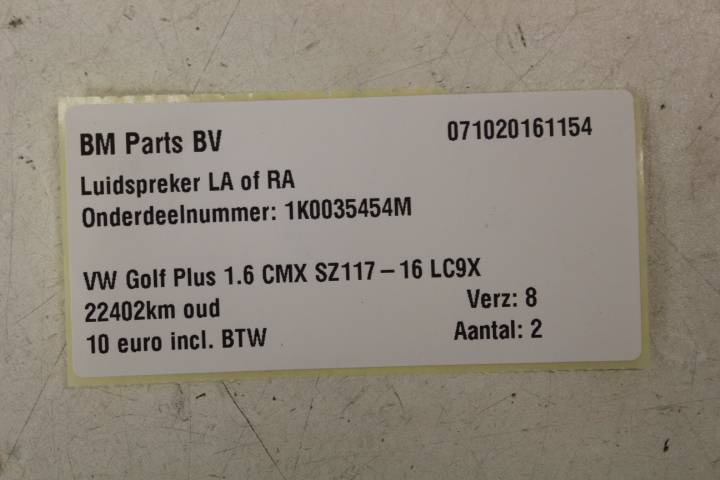 BM Parts BV 071020161154
Luidspreker LA of RA
Onderdeelnummer: 1K0035454M
VW Golf Plus 1.6 CMX SZ117-16 LC9X
22402km oud Verz: 8
10 euro incl. BTW Aantal: 2